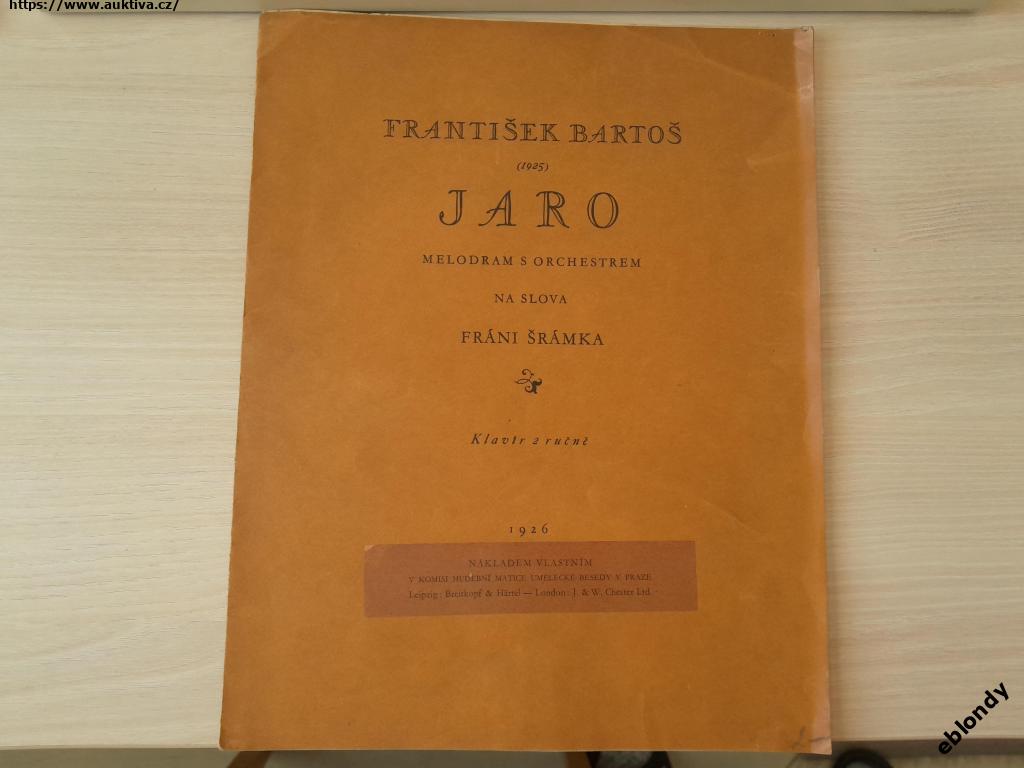 https://www.auktiva.cz/
FRANTIŠEK BARTOŠ
(1925)
JARO
MELODRAM S ORCHESTREM
NA SLOVA
FRÁNI ŠRÁMKA
Klavír 2 ručně
1926
NÁKLADEM VLASTNÍM
V KOMISI HUDEBNÍ MATICE UMĚLECKÉ BESEDY V PRAZE
Leipzig: Breitkopf & Härtel — London: J. & W. Chester Ltd.
eblondy